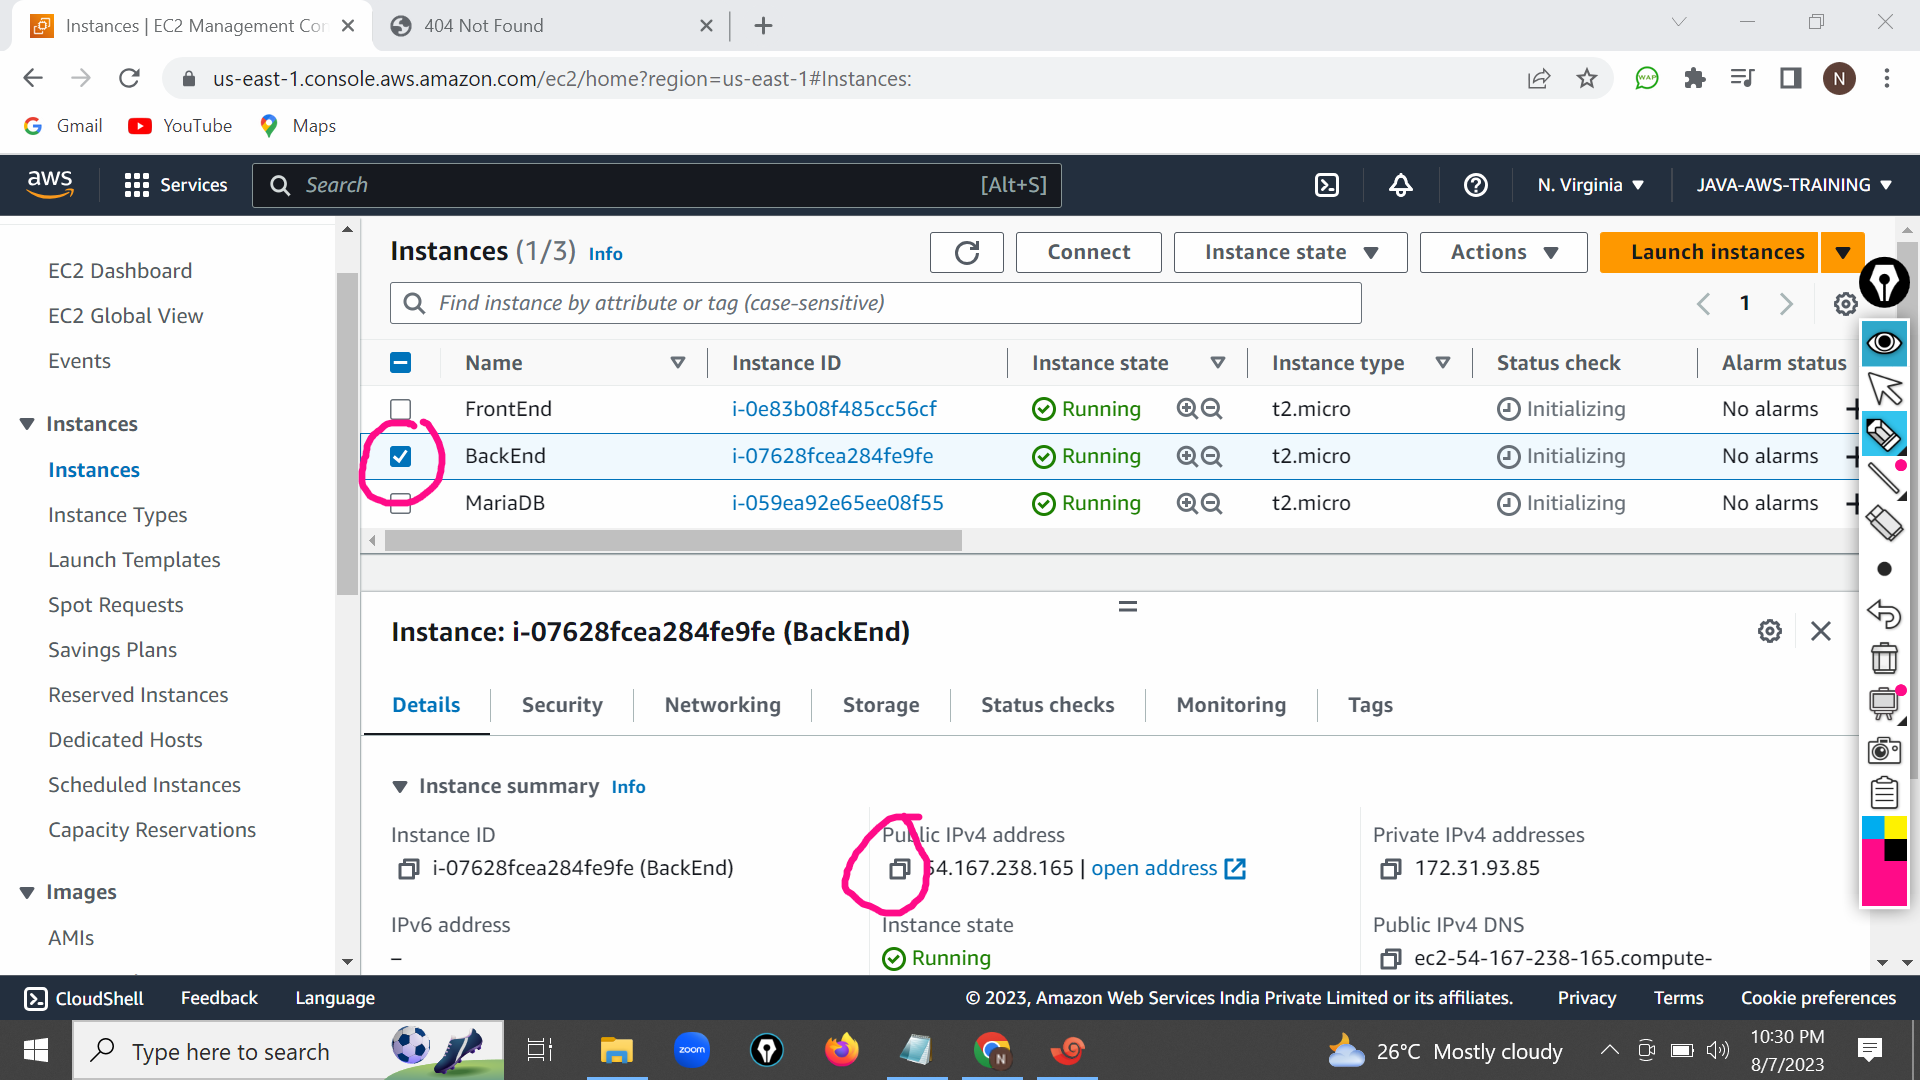 Instances | EC2 Management Con
404 Not Found
us-east-1.console.aws.amazon.com/ec2/home?region=us-east-1#Instances:
N
Gmail YouTube Maps
aws Services Search [Alt+S] N. Virginia JAVA-AWS-TRAINING
EC2 Dashboard
EC2 Global View
Events
Instances
Instances
Instance Types
Launch Templates
Spot Requests
Savings Plans
Reserved Instances
Dedicated Hosts
Scheduled Instances
Capacity Reservations
Images
AMIs
Instances (1/3) Info Connect Instance state Actions Launch instances
Find instance by attribute or tag (case-sensitive) 1
Name Instance ID Instance state Instance type Status check Alarm status
FrontEnd i-0e83b08f485cc56cf Running t2.micro Initializing No alarms +
BackEnd i-07628fcea284fe9fe Running t2.micro Initializing No alarms +
MariaDB i-059ea92e65ee08f55 Running t2.micro Initializing No alarms +
Instance: i-07628fcea284fe9fe (BackEnd)
Details Security Networking Storage Status checks Monitoring Tags
Instance summary Info
Instance ID Public IPv4 address Private IPv4 addresses
i-07628fcea284fe9fe (BackEnd) 54.167.238.165 | open address 172.31.93.85
IPv6 address Instance state Public IPv4 DNS
– Running ec2-54-167-238-165.compute-
CloudShell Feedback Language © 2023, Amazon Web Services India Private Limited or its affiliates. Privacy Terms Cookie preferences
Type here to search zoom N 26°C Mostly cloudy 10:30 PM
8/7/2023